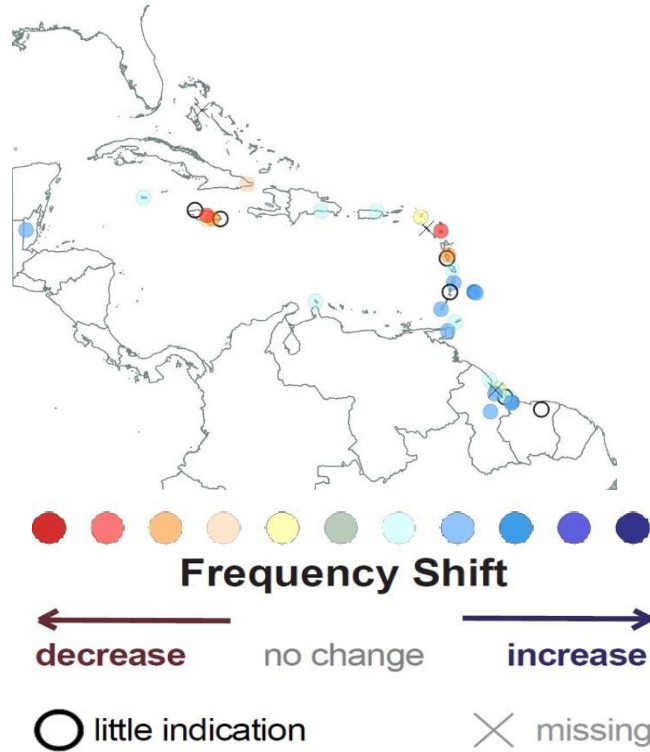 Frequency Shift
decrease no change increase
little indication missing